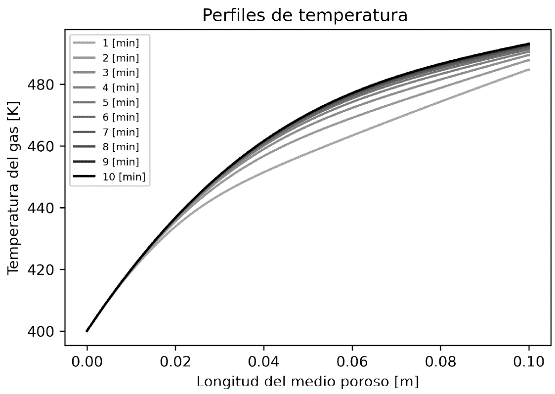 Perfiles de temperatura
1 [min]
2 [min]
3 [min]
4 [min]
5 [min]
6 [min]
7 [min]
8 [min]
9 [min]
10 [min]
Temperatura del gas [K]
480
460
440
420
400
0.00 0.02 0.04 0.06 0.08 0.10
Longitud del medio poroso [m]